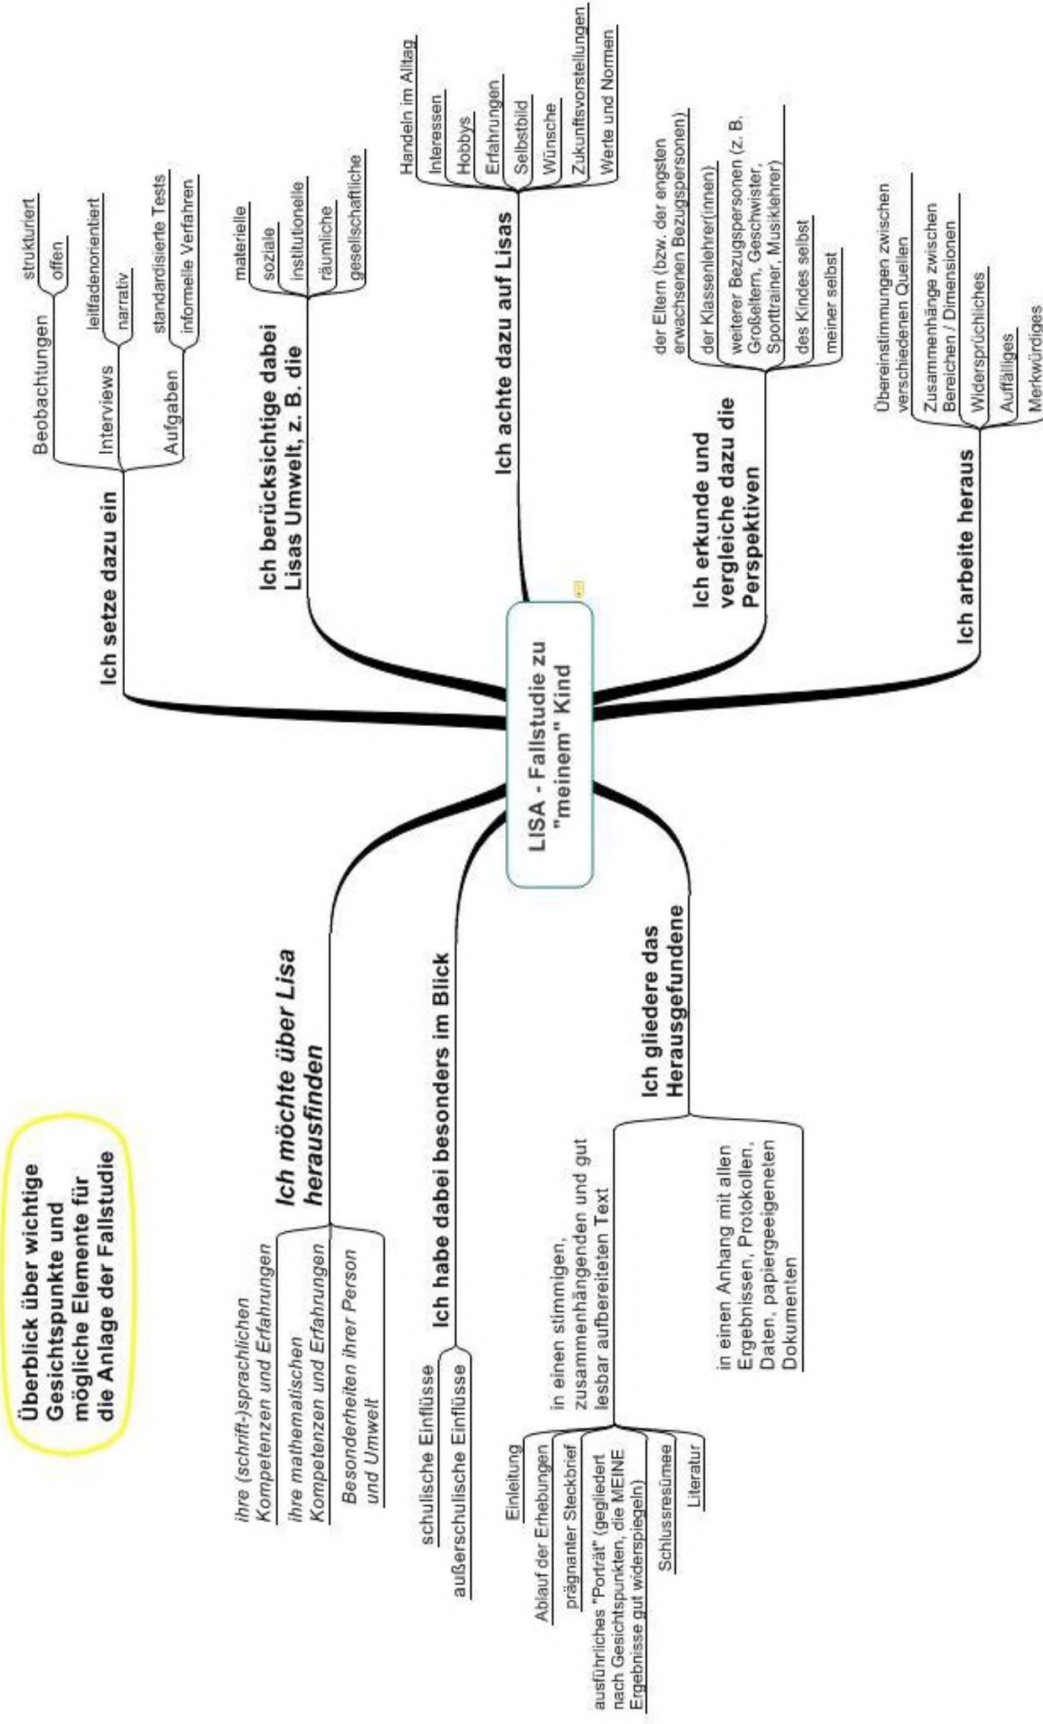 Überblick über wichtige
Gesichtspunkte und
mögliche Elemente für
die Anlage der Fallstudie
LISA - Fallstudie zu
"meinem" Kind
Ich möchte über Lisa
herausfinden
ihre (schrift-)sprachlichen
Kompetenzen und Erfahrungen
ihre mathematischen
Kompetenzen und Erfahrungen
Besonderheiten ihrer Person
und Umwelt
Ich habe dabei besonders im Blick
schulische Einflüsse
außerschulische Einflüsse
Ich gliedere das
Herausgefundene
in einen stimmigen,
zusammenhängenden und gut
lesbar aufbereiteten Text
Einleitung
Ablauf der Erhebungen
prägnanter Steckbrief
ausführliches "Porträt" (gegliedert
nach Gesichtspunkten, die MEINE
Ergebnisse gut widerspiegeln)
Schlussresümee
Literatur
in einen Anhang mit allen
Ergebnissen, Protokollen,
Daten, papiergeeigneten
Dokumenten
Ich setze dazu ein
Beobachtungen
strukturiert
offen
Interviews
leitfadenorientiert
narrativ
Aufgaben
standardisierte Tests
informelle Verfahren
Ich berücksichtige dabei
Lisas Umwelt, z. B. die
materielle
soziale
institutionelle
räumliche
gesellschaftliche
Ich achte dazu auf Lisas
Handeln im Alltag
Interessen
Hobbys
Erfahrungen
Selbstbild
Wünsche
Zukunftsvorstellungen
Werte und Normen
Ich erkunde und
vergleiche dazu die
Perspektiven
der Eltern (bzw. der engsten
erwachsenen Bezugspersonen)
der Klassenlehrer(innen)
weiterer Bezugspersonen (z. B.
Großeltern, Geschwister,
Sporttrainer, Musiklehrer)
des Kindes selbst
meiner selbst
Ich arbeite heraus
Übereinstimmungen zwischen
verschiedenen Quellen
Zusammenhänge zwischen
Bereichen / Dimensionen
Widersprüchliches
Auffälliges
Merkwürdiges